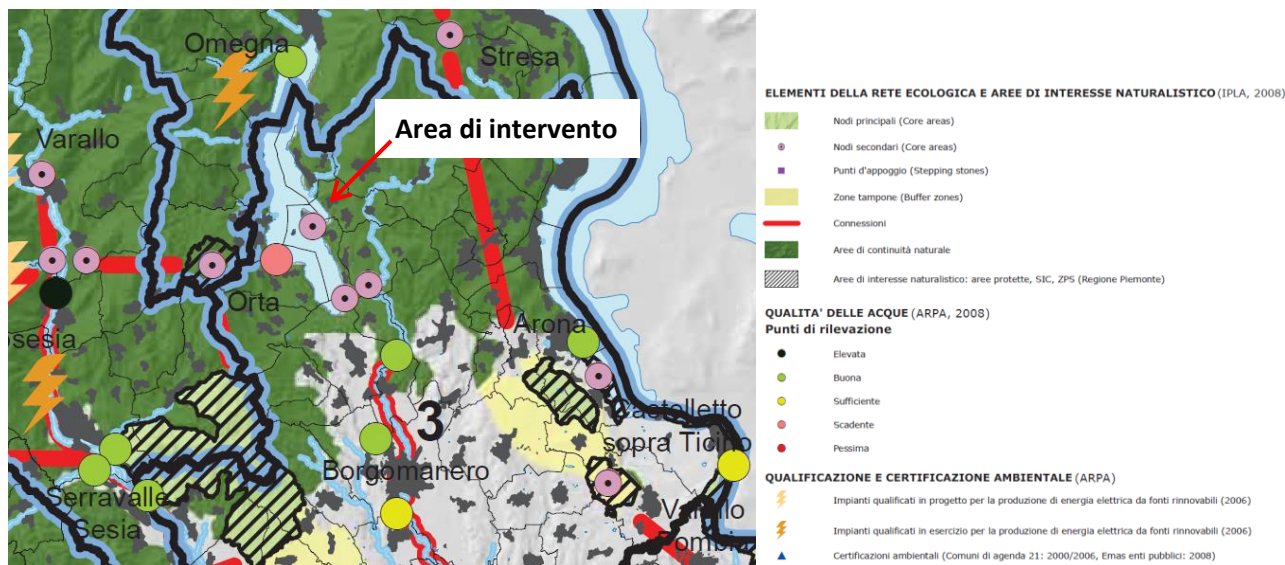 Omegna
Stresa
Area di intervento
Varallo
Orta
Arona
osesia
3
Castelletto
sopra Ticino
Borgomanero
Serravalle
Sesia
Varallo
Pombia
ELEMENTI DELLA RETE ECOLOGICA E AREE DI INTERESSE NATURALISTICO (IPLA, 2008)
Nodi principali (Core areas)
Nodi secondari (Core areas)
Punti d'appoggio (Stepping stones)
Zone tampone (Buffer zones)
Connessioni
Aree di continuità naturale
Aree di interesse naturalistico: aree protette, SIC, ZPS (Regione Piemonte)
QUALITA' DELLE ACQUE (ARPA, 2008)
Punti di rilevazione
Elevata
Buona
Sufficiente
Scadente
Pessima
QUALIFICAZIONE E CERTIFICAZIONE AMBIENTALE (ARPA)
Impianti qualificati in progetto per la produzione di energia elettrica da fonti rinnovabili (2006)
Impianti qualificati in esercizio per la produzione di energia elettrica da fonti rinnovabili (2006)
Certificazioni ambientali (Comuni di agenda 21: 2000/2006, Emas enti pubblici: 2008)